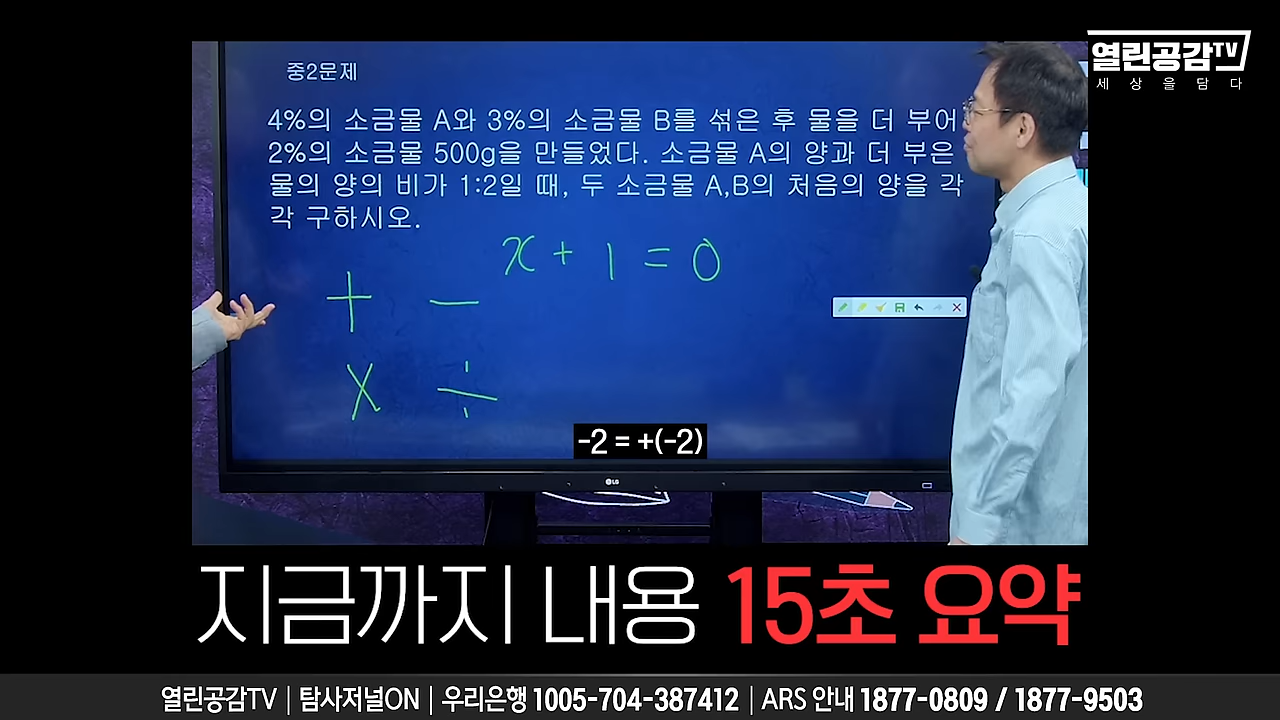 열린공감TV
세상을 담다
중2문제
4%의 소금물 A와 3%의 소금물 B를 섞은 후 물을 더 부어
2%의 소금물 500g을 만들었다. 소금물 A의 양과 더 부은
물의 양의 비가 1:2일 때, 두 소금물 A,B의 처음의 양을 각
각 구하시오.
x + 1 = 0
+ −
× ÷
-2 = +(-2)
LG
지금까지 내용 15초 요약
열린공감TV | 탐사저널ON | 우리은행 1005-704-387412 | ARS 안내 1877-0809 / 1877-9503